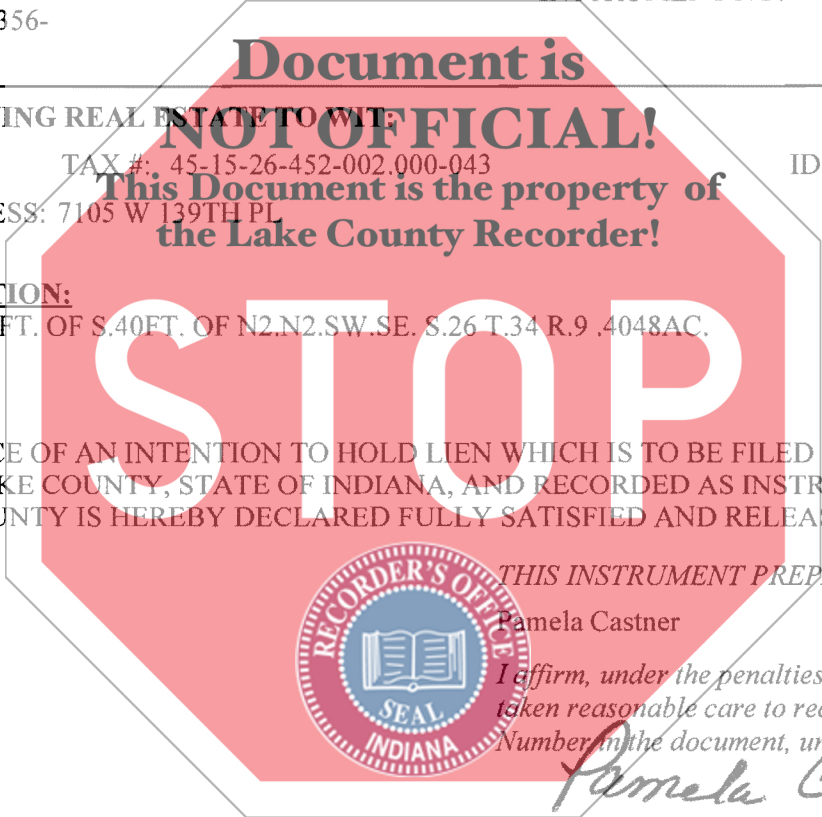 356-
Document is
ING REAL ESTATE TO WIT:
NOT OFFICIAL!
TAX #: 45-15-26-452-002.000-043 ID
This Document is the property of
ESS: 7105 W 139TH PL
the Lake County Recorder!
TION:
FT. OF S.40FT. OF N2.N2.SW.SE. S.26 T.34 R.9 .4048AC.
STOP
CE OF AN INTENTION TO HOLD LIEN WHICH IS TO BE FILED
KE COUNTY, STATE OF INDIANA, AND RECORDED AS INSTR
UNTY IS HEREBY DECLARED FULLY SATISFIED AND RELEA
RECORDER'S OFFICE
SEAL
INDIANA
THIS INSTRUMENT PREP
Pamela Castner
I affirm, under the penalties
taken reasonable care to red
Number in the document, un
Pamela C